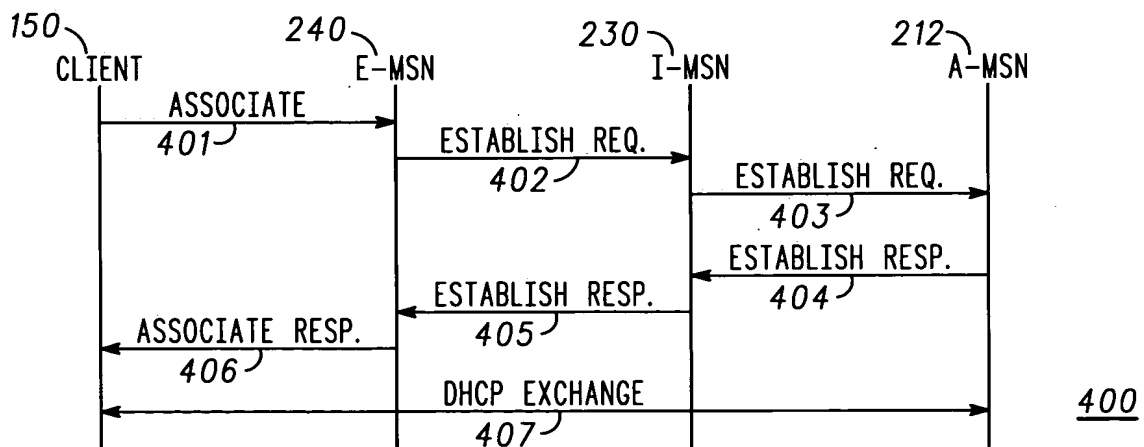 150 240 230 212
CLIENT E-MSN I-MSN A-MSN
ASSOCIATE
401
ESTABLISH REQ.
402
ESTABLISH REQ.
403
ESTABLISH RESP.
404
ESTABLISH RESP.
405
ASSOCIATE RESP.
406
DHCP EXCHANGE
407
400